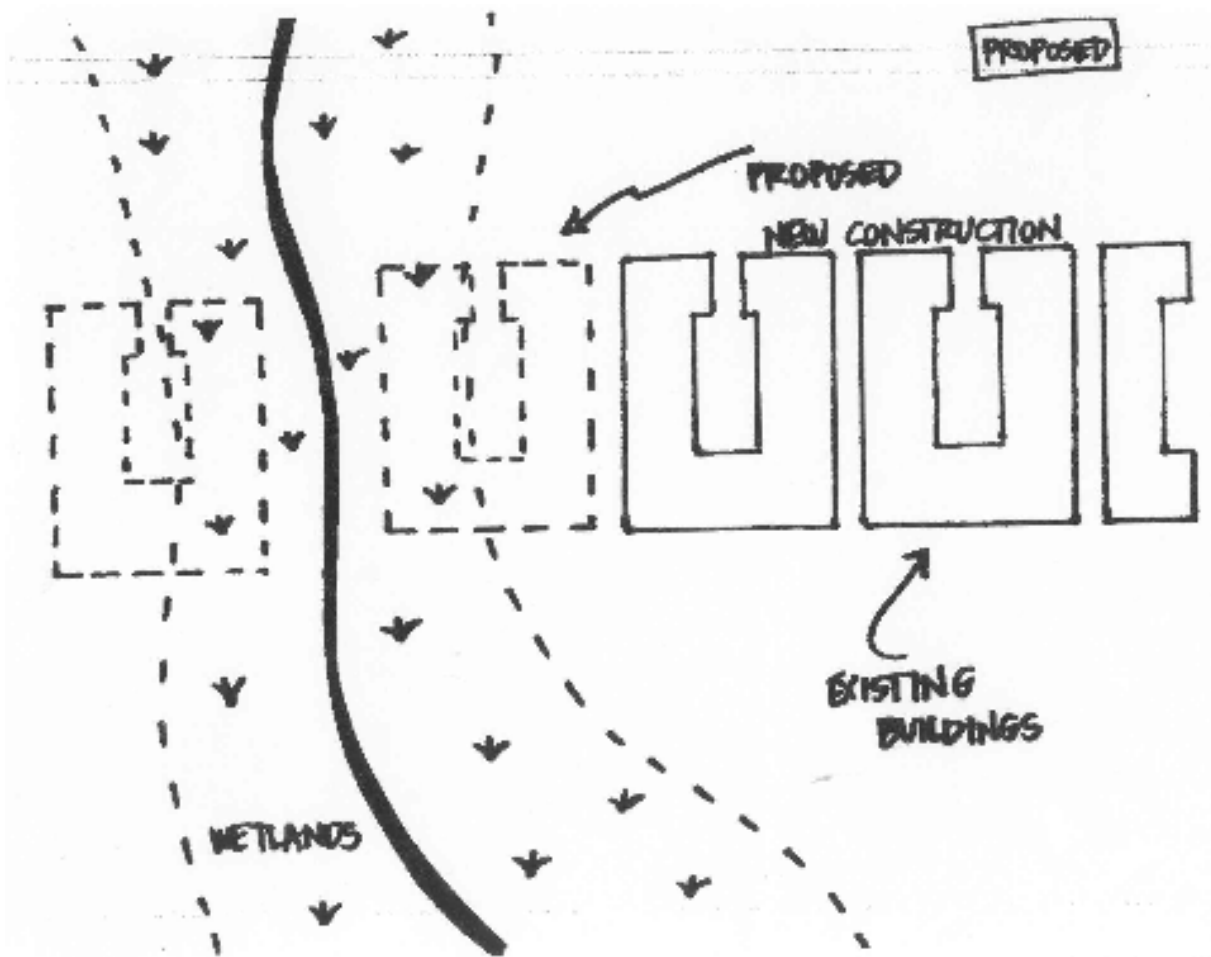 PROPOSED
PROPOSED
NEW CONSTRUCTION
EXISTING
BUILDINGS
WETLANDS